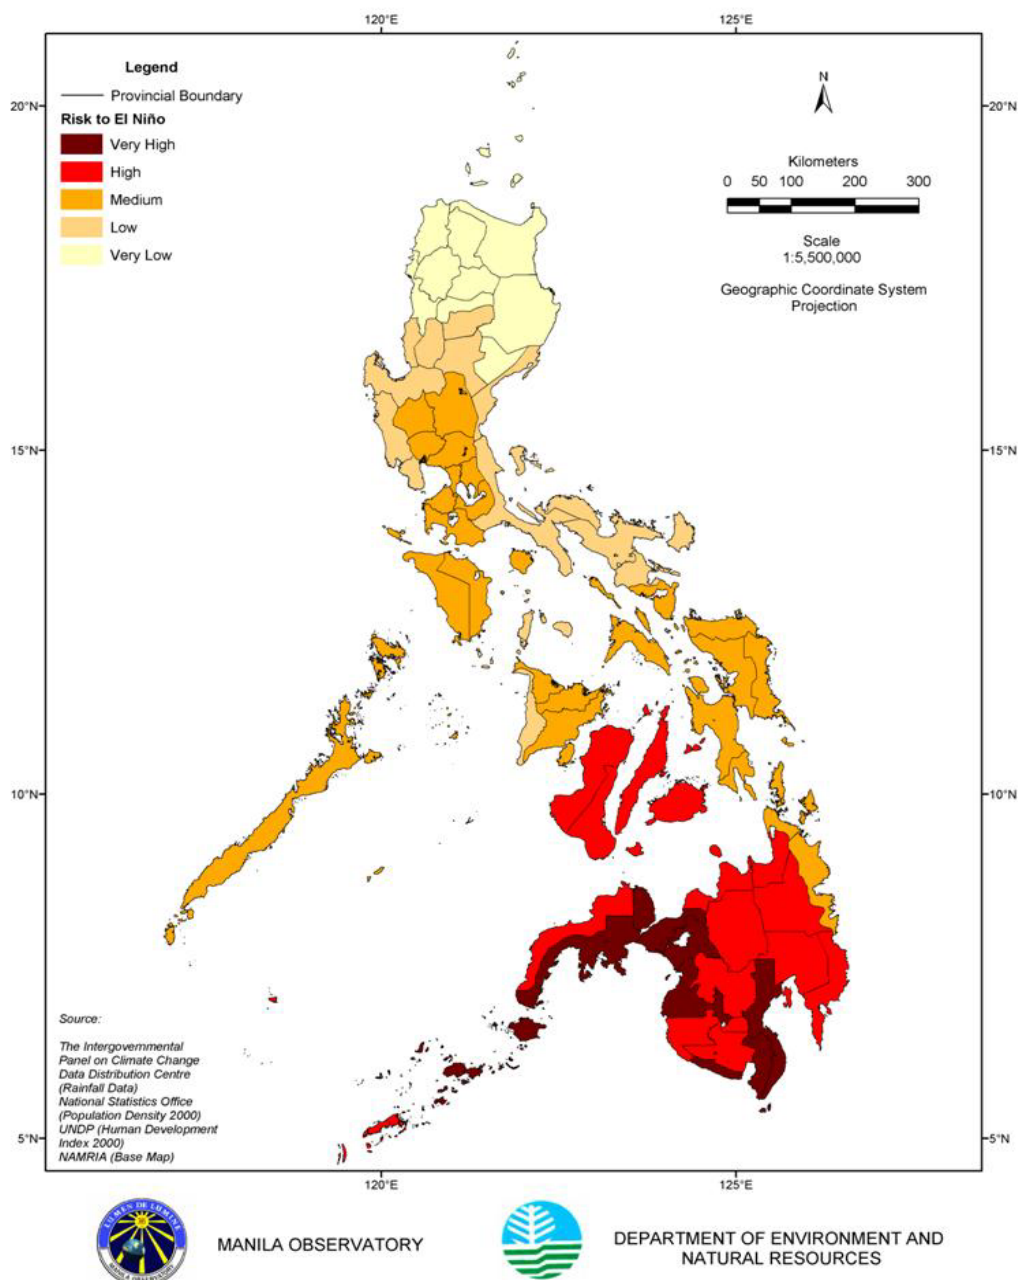 120°E
125°E
Legend
Provincial Boundary
Risk to El Niño
Very High
High
Medium
Low
Very Low
N
Kilometers
0 50 100 200 300
Scale
1:5,500,000
Geographic Coordinate System
Projection
20°N
20°N
15°N
15°N
10°N
10°N
5°N
5°N
Source:
The Intergovernmental
Panel on Climate Change
Data Distribution Centre
(Rainfall Data)
National Statistics Office
(Population Density 2000)
UNDP (Human Development
Index 2000)
NAMRIA (Base Map)
120°E
125°E
MANILA OBSERVATORY
DEPARTMENT OF ENVIRONMENT AND
NATURAL RESOURCES
MANILA OBSERVATORY